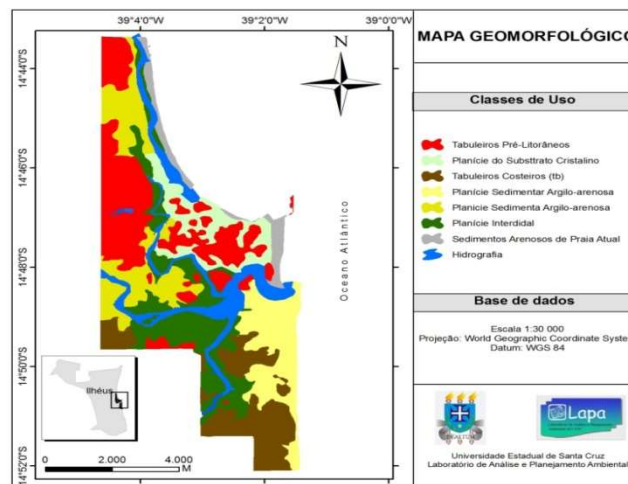 39°4'0"W 39°2'0"W 39°0'0"W
14°44'0"S
14°46'0"S
14°48'0"S
14°50'0"S
14°52'0"S
N
Oceano Atlântico
Ilhéus
0 2.000 4.000
M
MAPA GEOMORFOLÓGICO
Classes de Uso
Tabuleiros Pré-Litorâneos
Planície do Substtrato Cristalino
Tabuleiros Costeiros (tb)
Planície Sedimentar Argilo-arenosa
Planicie Sedimenta Argilo-arenosa
Planície Interdidal
Sedimentos Arenosos de Praia Atual
Hidrografia
Base de dados
Escala 1:30 000
Projeção: World Geographic Coordinate Syste
Datum: WGS 84
Lapa
Universidade Estadual de Santa Cruz
Laboratório de Análise e Planejamento Ambiental